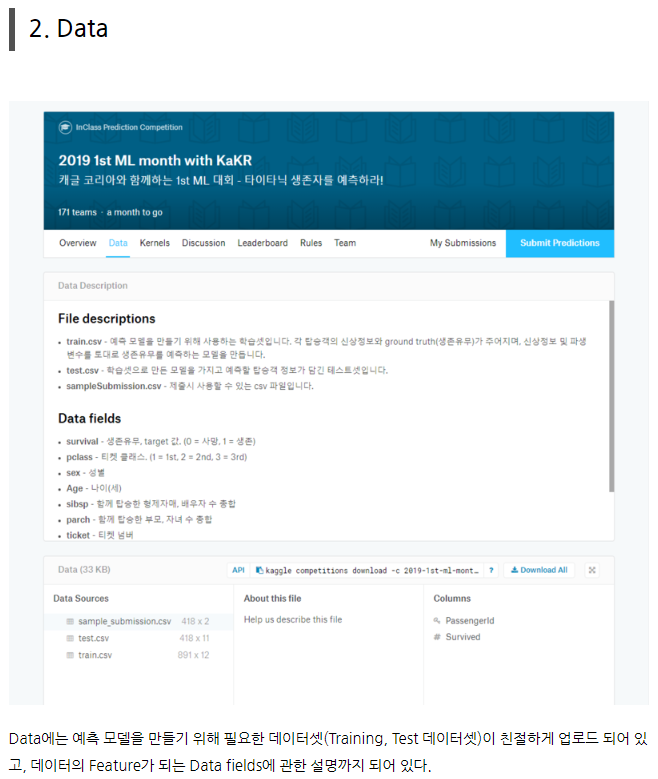 2. Data
InClass Prediction Competition
2019 1st ML month with KaKR
캐글 코리아와 함께하는 1st ML 대회 - 타이타닉 생존자를 예측하라!
171 teams · a month to go
Overview Data Kernels Discussion Leaderboard Rules Team My Submissions Submit Predictions
Data Description
File descriptions
• train.csv - 예측 모델을 만들기 위해 사용하는 학습셋입니다. 각 탑승객의 신상정보와 ground truth(생존유무)가 주어지며, 신상정보 및 파생
변수를 토대로 생존유무를 예측하는 모델을 만듭니다.
• test.csv - 학습셋으로 만든 모델을 가지고 예측할 탑승객 정보가 담긴 테스트셋입니다.
• sampleSubmission.csv - 제출시 사용할 수 있는 csv 파일입니다.
Data fields
• survival - 생존유무, target 값. (0 = 사망, 1 = 생존)
• pclass - 티켓 클래스. (1 = 1st, 2 = 2nd, 3 = 3rd)
• sex - 성별
• Age - 나이(세)
• sibsp - 함께 탑승한 형제자매, 배우자 수 총합
• parch - 함께 탑승한 부모, 자녀 수 총합
• ticket - 티켓 넘버
Data (33 KB) API kaggle competitions download -c 2019-1st-ml-mont... ? Download All
Data Sources About this file Columns
sample_submission.csv 418 x 2 Help us describe this file PassengerId
test.csv 418 x 11 # Survived
train.csv 891 x 12
Data에는 예측 모델을 만들기 위해 필요한 데이터셋(Training, Test 데이터셋)이 친절하게 업로드 되어 있
고, 데이터의 Feature가 되는 Data fields에 관한 설명까지 되어 있다.